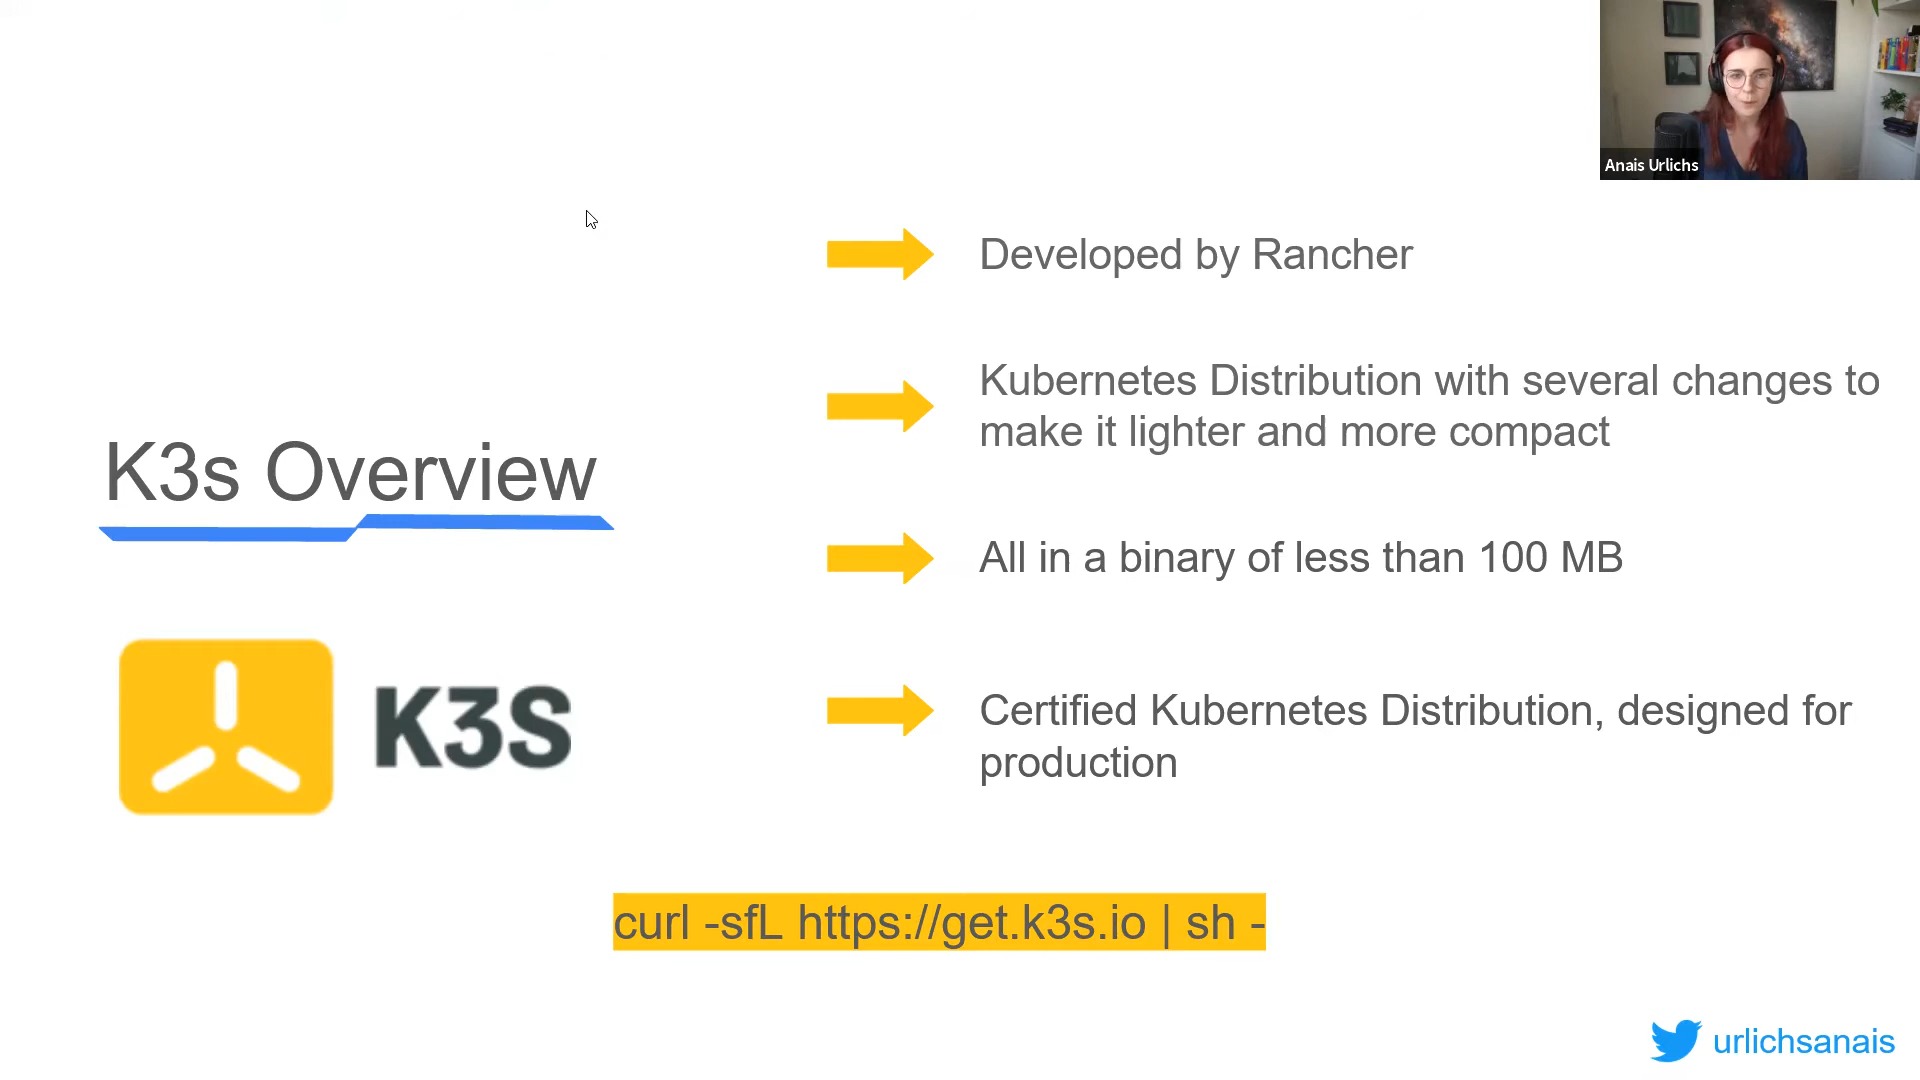 Anais Urlichs
Developed by Rancher
Kubernetes Distribution with several changes to
make it lighter and more compact
K3s Overview
All in a binary of less than 100 MB
K3S
Certified Kubernetes Distribution, designed for
production
curl -sfL https://get.k3s.io | sh -
urlichsanais